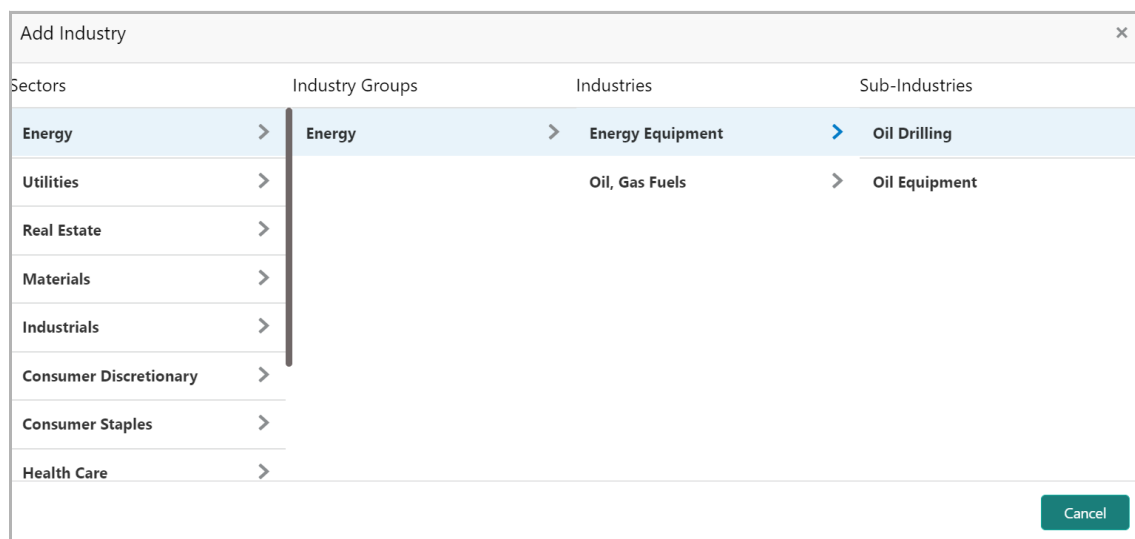 Add Industry
Sectors Industry Groups Industries Sub-Industries
Energy Energy Energy Equipment Oil Drilling
Utilities Oil, Gas Fuels Oil Equipment
Real Estate
Materials
Industrials
Consumer Discretionary
Consumer Staples
Health Care
Cancel